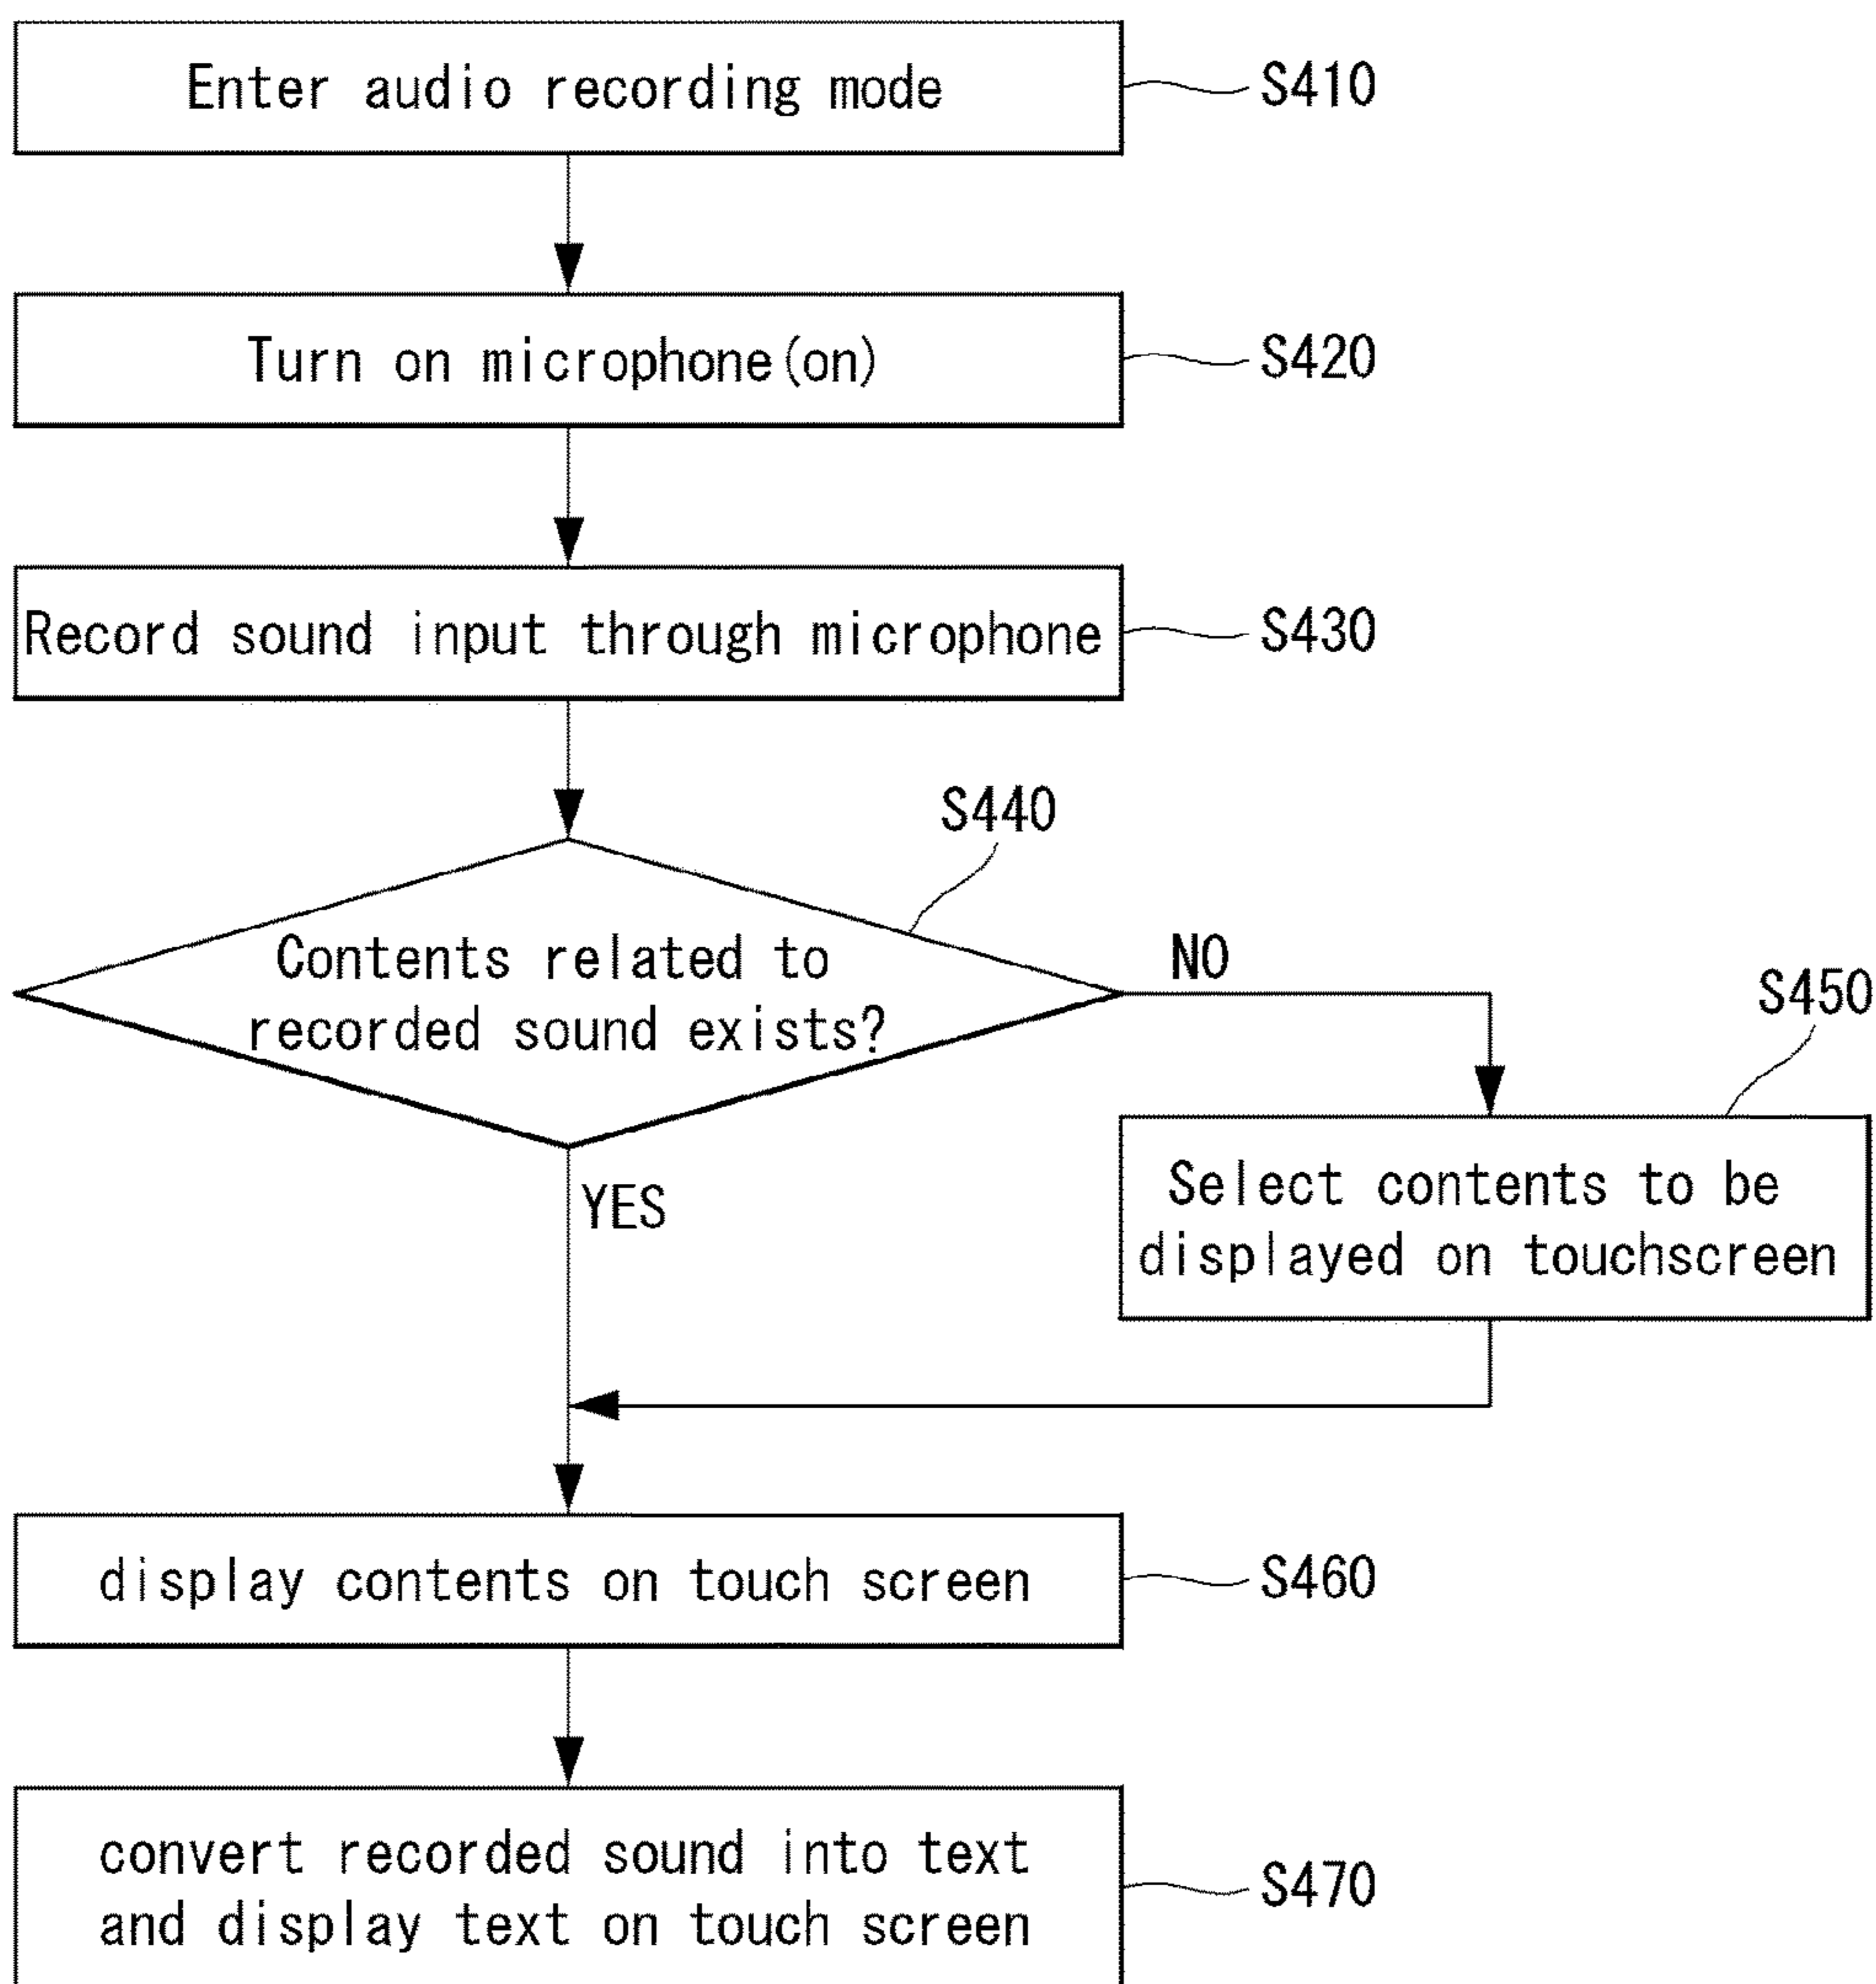 Enter audio recording mode
S410
Turn on microphone(on)
S420
Record sound input through microphone
S430
S440
Contents related to
recorded sound exists?
NO
S450
YES
Select contents to be
displayed on touchscreen
display contents on touch screen
S460
convert recorded sound into text
and display text on touch screen
S470